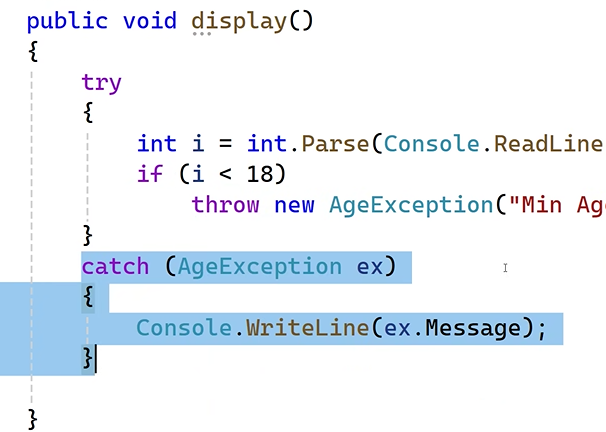 public void display()
{
try
{
int i = int.Parse(Console.ReadLine
if (i < 18)
throw new AgeException("Min Ag
}
catch (AgeException ex)
{
Console.WriteLine(ex.Message);
}
}